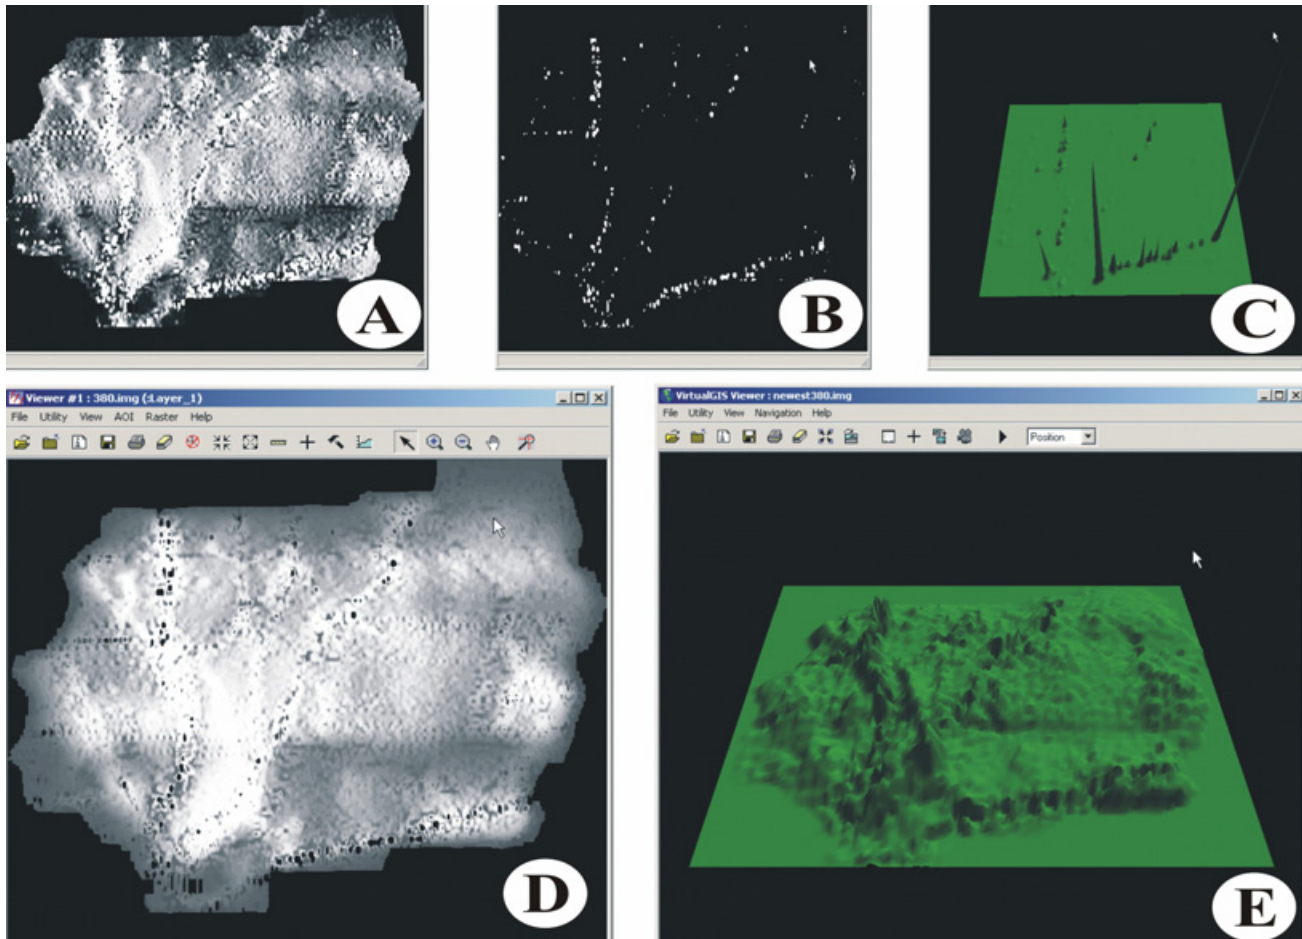 A
B
C
Viewer #1 : 380.img (:Layer_1)
File Utility View AOI Raster Help
D
VirtualGIS Viewer : newest380.img
File Utility View Navigation Help
Position
E